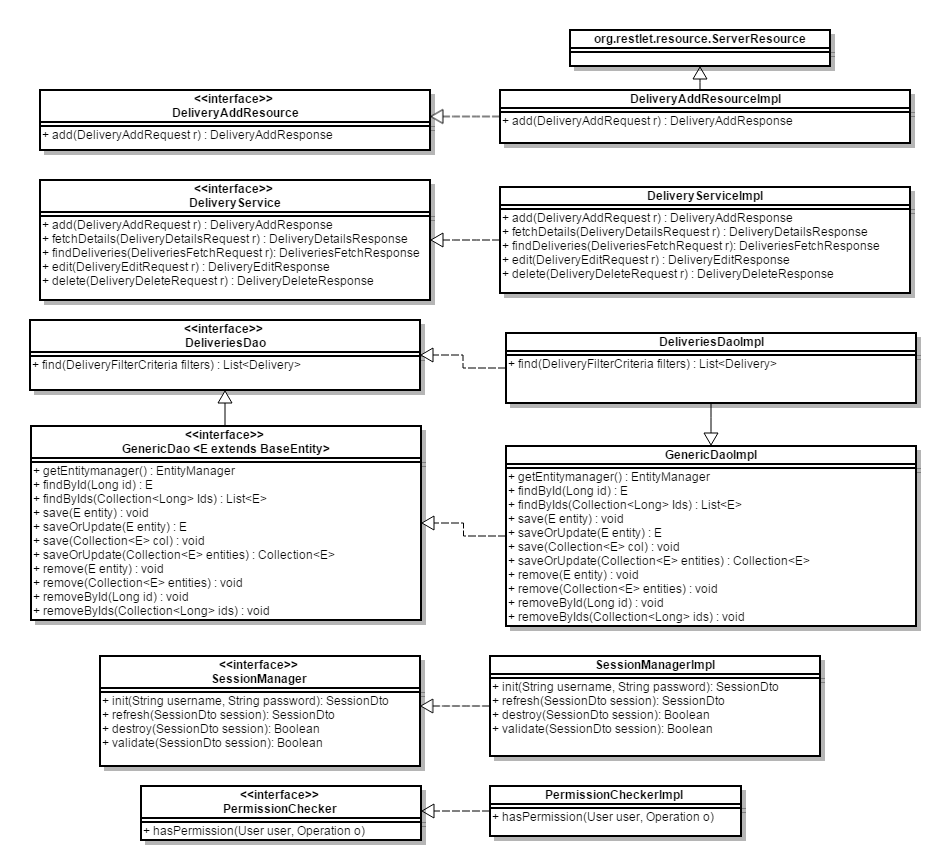 org.restlet.resource.ServerResource
<<interface>>
DeliveryAddResource
+ add(DeliveryAddRequest r) : DeliveryAddResponse
DeliveryAddResourceImpl
+ add(DeliveryAddRequest r) : DeliveryAddResponse
<<interface>>
DeliveryService
+ add(DeliveryAddRequest r) : DeliveryAddResponse
+ fetchDetails(DeliveryDetailsRequest r) : DeliveryDetailsResponse
+ findDeliveries(DeliveriesFetchRequest r): DeliveriesFetchResponse
+ edit(DeliveryEditRequest r) : DeliveryEditResponse
+ delete(DeliveryDeleteRequest r) : DeliveryDeleteResponse
DeliveryServiceImpl
+ add(DeliveryAddRequest r) : DeliveryAddResponse
+ fetchDetails(DeliveryDetailsRequest r) : DeliveryDetailsResponse
+ findDeliveries(DeliveriesFetchRequest r): DeliveriesFetchResponse
+ edit(DeliveryEditRequest r) : DeliveryEditResponse
+ delete(DeliveryDeleteRequest r) : DeliveryDeleteResponse
<<interface>>
DeliveriesDao
+ find(DeliveryFilterCriteria filters) : List<Delivery>
DeliveriesDaoImpl
+ find(DeliveryFilterCriteria filters) : List<Delivery>
<<interface>>
GenericDao <E extends BaseEntity>
+ getEntitymanager() : EntityManager
+ findById(Long id) : E
+ findByIds(Collection<Long> Ids) : List<E>
+ save(E entity) : void
+ saveOrUpdate(E entity) : E
+ save(Collection<E> col) : void
+ saveOrUpdate(Collection<E> entities) : Collection<E>
+ remove(E entity) : void
+ remove(Collection<E> entities) : void
+ removeById(Long id) : void
+ removeByIds(Collection<Long> ids) : void
GenericDaoImpl
+ getEntitymanager() : EntityManager
+ findById(Long id) : E
+ findByIds(Collection<Long> Ids) : List<E>
+ save(E entity) : void
+ saveOrUpdate(E entity) : E
+ save(Collection<E> col) : void
+ saveOrUpdate(Collection<E> entities) : Collection<E>
+ remove(E entity) : void
+ remove(Collection<E> entities) : void
+ removeById(Long id) : void
+ removeByIds(Collection<Long> ids) : void
<<interface>>
SessionManager
+ init(String username, String password): SessionDto
+ refresh(SessionDto session): SessionDto
+ destroy(SessionDto session): Boolean
+ validate(SessionDto session): Boolean
SessionManagerImpl
+ init(String username, String password): SessionDto
+ refresh(SessionDto session): SessionDto
+ destroy(SessionDto session): Boolean
+ validate(SessionDto session): Boolean
<<interface>>
PermissionChecker
+ hasPermission(User user, Operation o)
PermissionCheckerImpl
+ hasPermission(User user, Operation o)